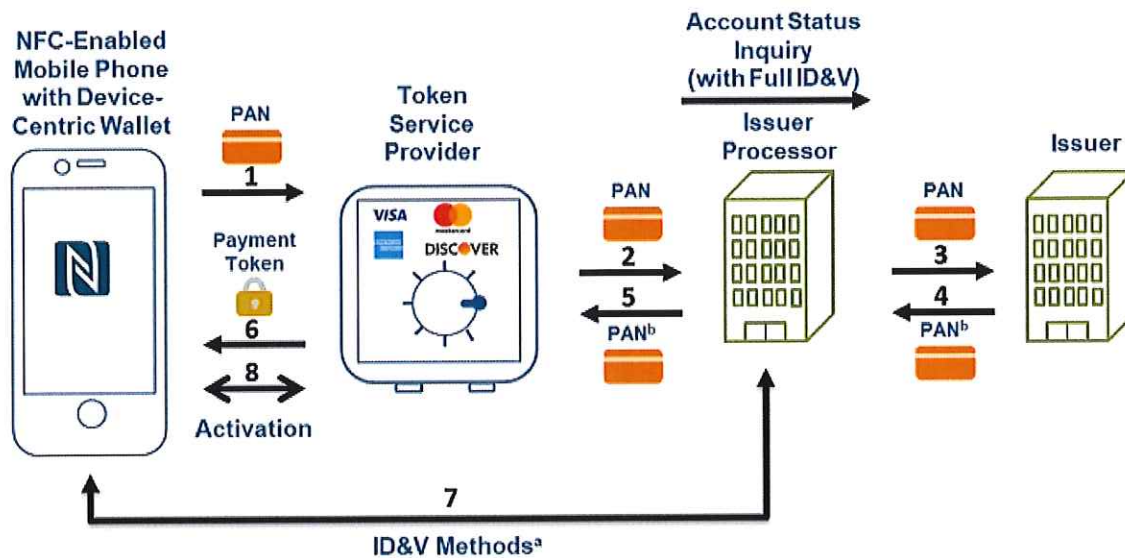 NFC-Enabled
Mobile Phone
with Device-
Centric Wallet
PAN
1
Token
Service
Provider
Account Status
Inquiry
(with Full ID&V)
Issuer
Processor
Issuer
VISA
mastercard
DISCOVER
PAN
2
5
PANᵇ
PAN
3
4
PANᵇ
Payment
Token
6
8
Activation
N
7
ID&V Methodsᵃ